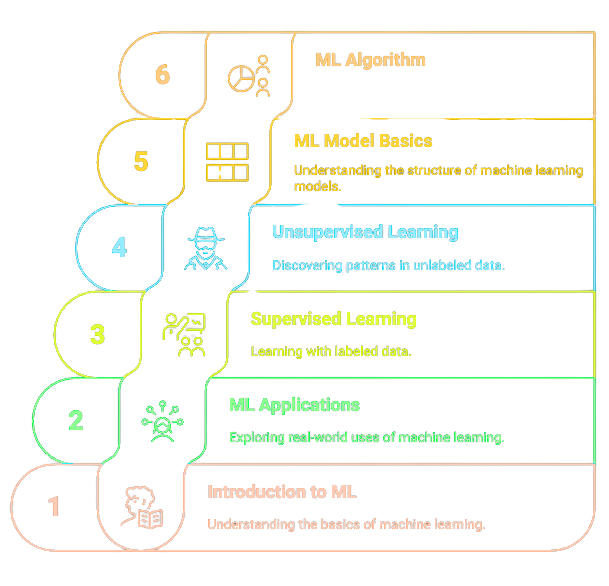 6
ML Algorithm
5
ML Model Basics
Understanding the structure of machine learning
models.
4
Unsupervised Learning
Discovering patterns in unlabeled data.
3
Supervised Learning
Learning with labeled data.
2
ML Applications
Exploring real-world uses of machine learning.
1
Introduction to ML
Understanding the basics of machine learning.